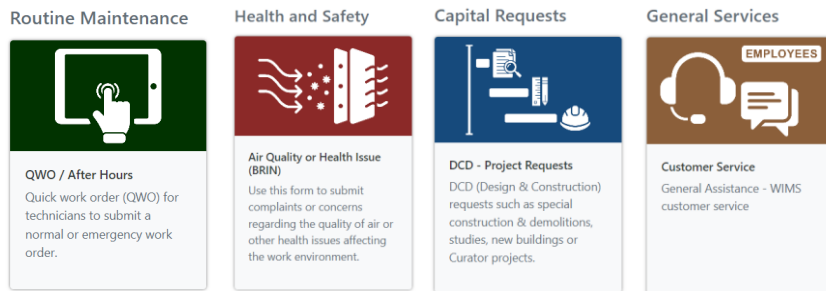 Routine Maintenance
QWO / After Hours
Quick work order (QWO) for
technicians to submit a
normal or emergency work
order.
Health and Safety
Air Quality or Health Issue
(BRIN)
Use this form to submit
complaints or concerns
regarding the quality of air or
other health issues affecting
the work environment.
Capital Requests
DCD - Project Requests
DCD (Design & Construction)
requests such as special
construction & demolitions,
studies, new buildings or
Curator projects.
General Services
EMPLOYEES
Customer Service
General Assistance - WIMS
customer service